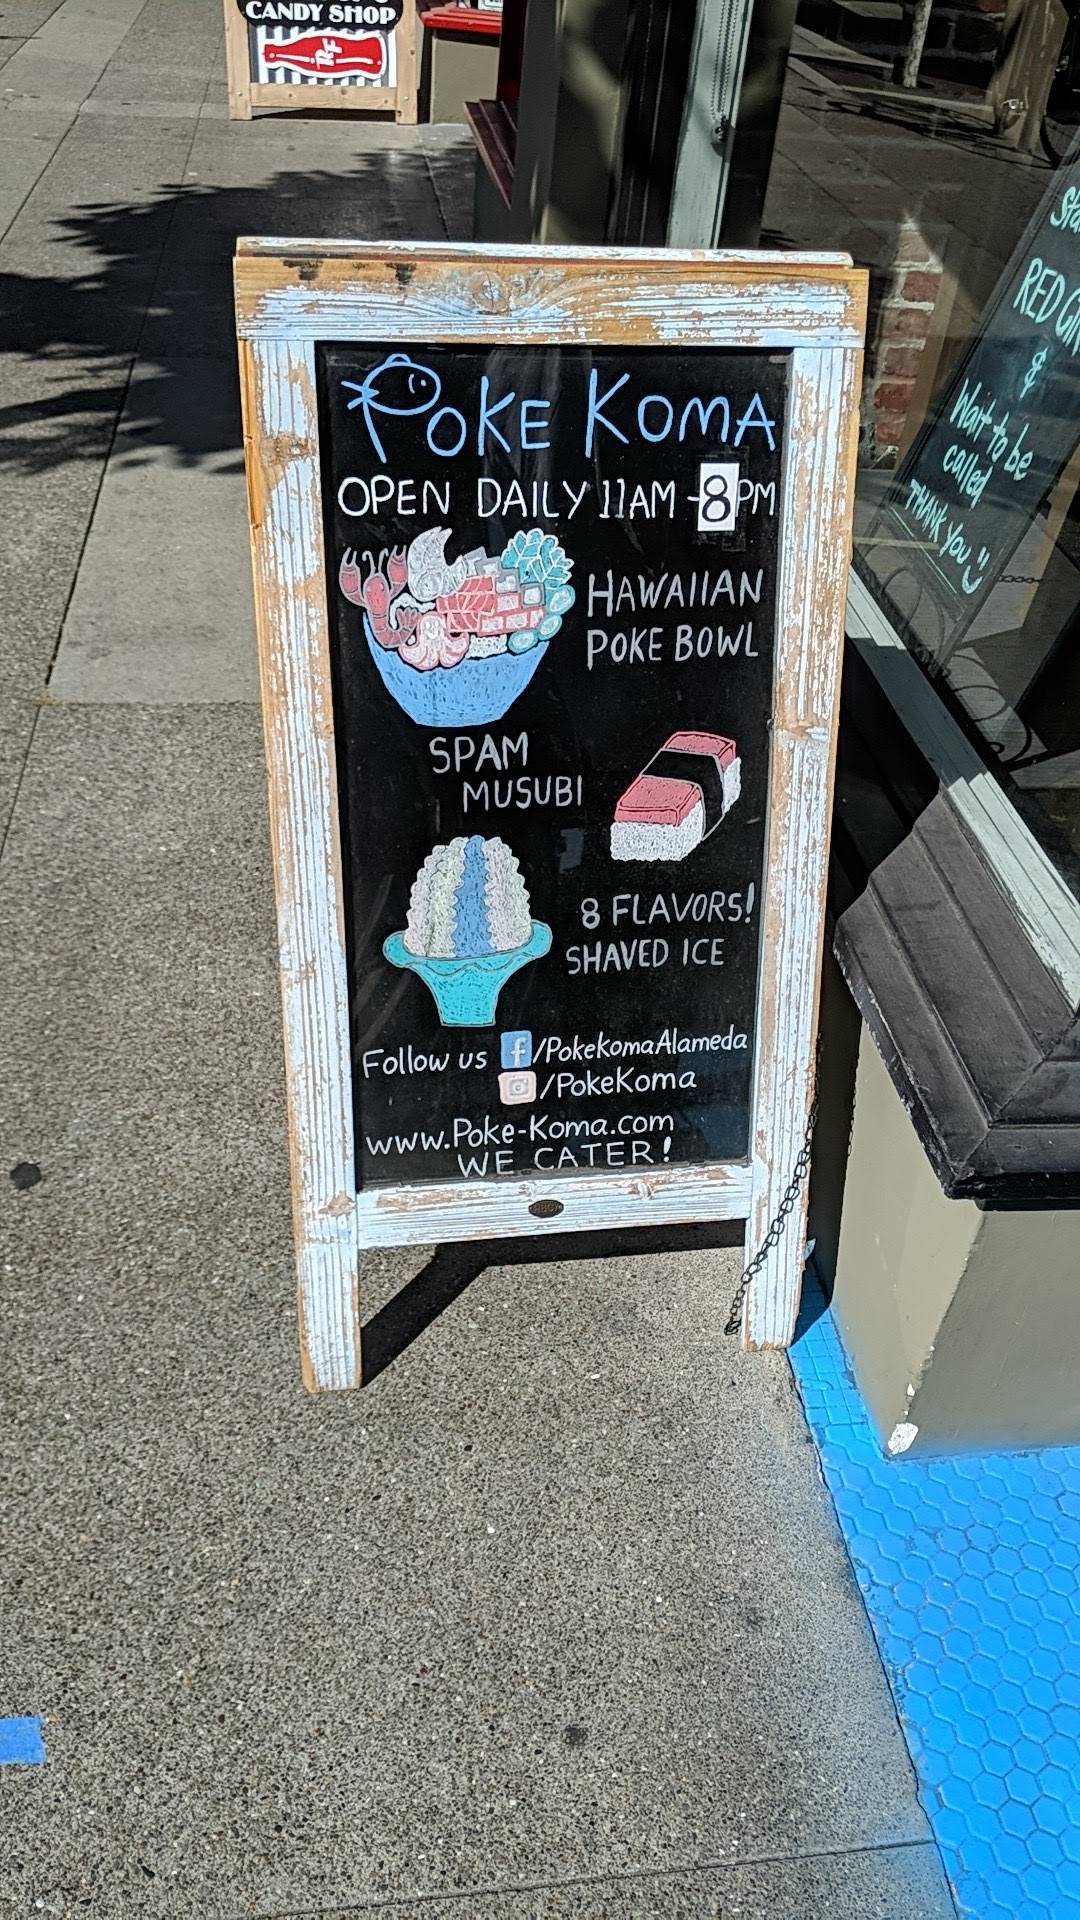 CANDY SHOP
RF
POKE KOMA
OPEN DAILY 11AM - 8PM
HAWAIIAN
POKE BOWL
SPAM
MUSUBI
8 FLAVORS!
SHAVED ICE
Follow us f/PokeKomaAlameda
/PokeKoma
www.Poke-Koma.com
WE CATER!
RED
&
Wait to be
called
THANK YOU